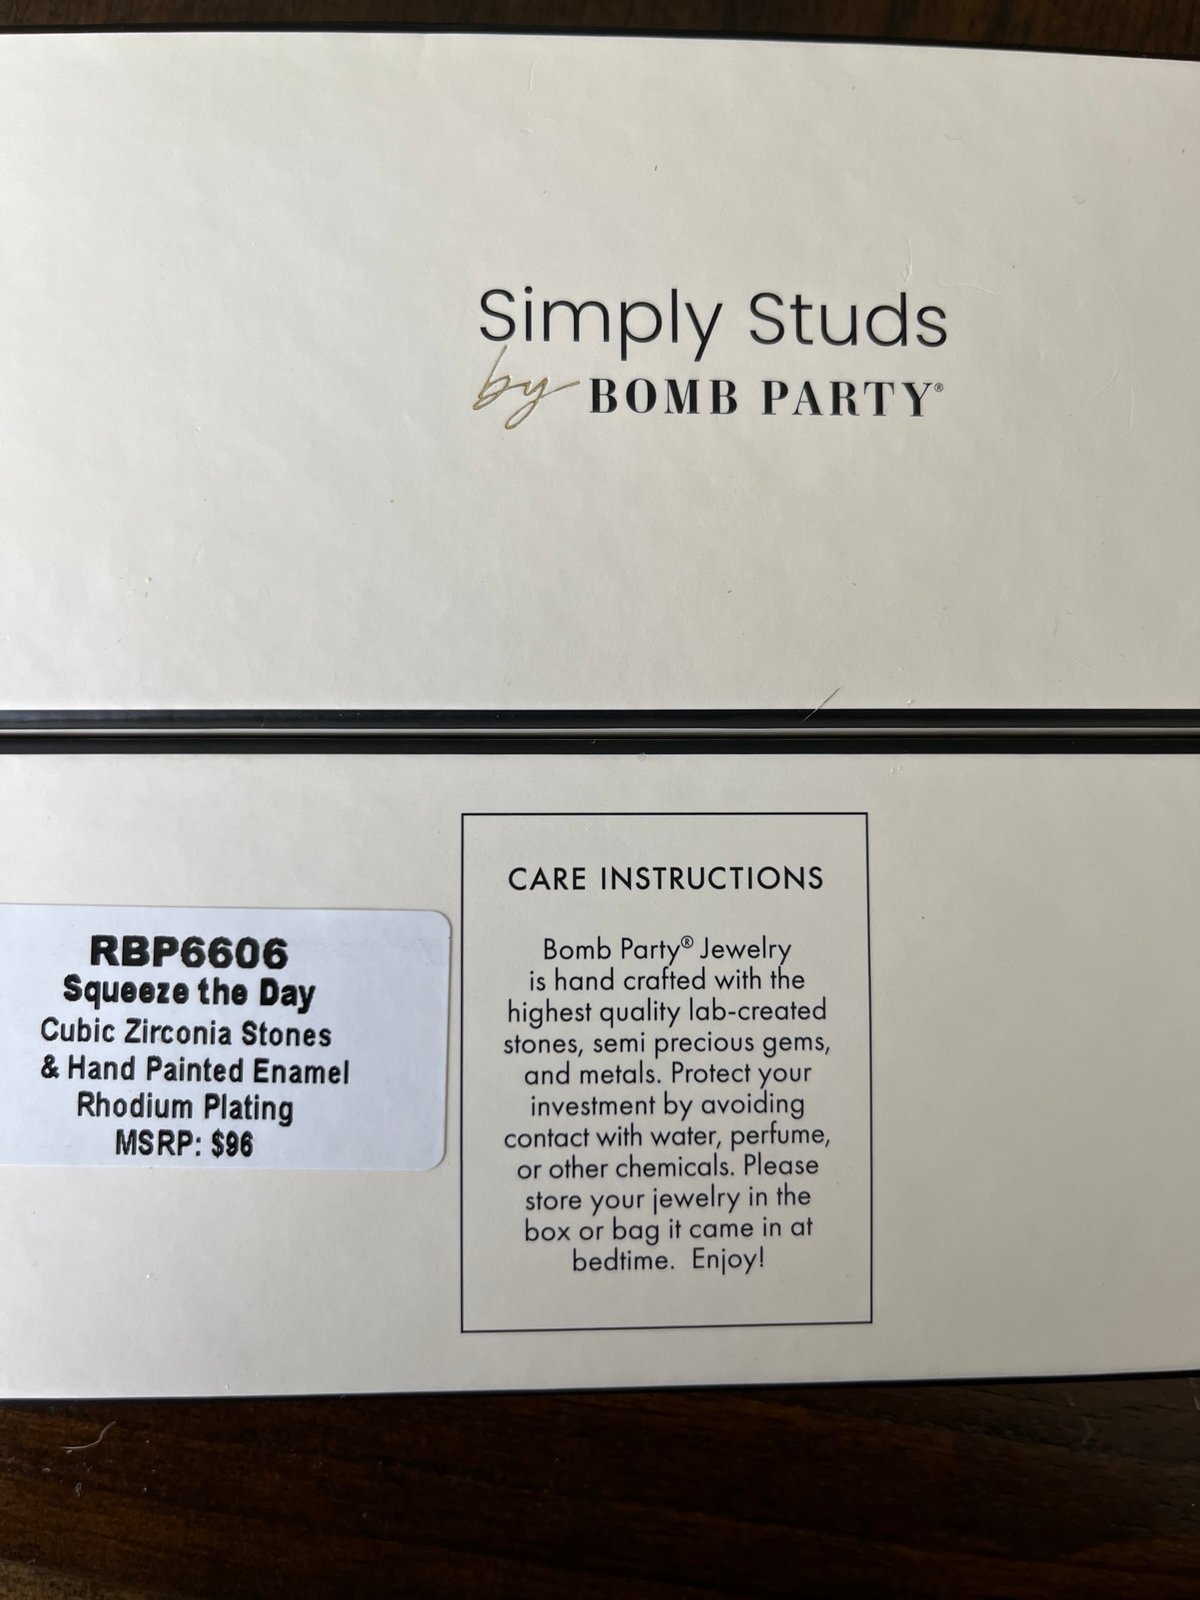 Simply Studs
by BOMB PARTY®
RBP6606
Squeeze the Day
Cubic Zirconia Stones
& Hand Painted Enamel
Rhodium Plating
MSRP: $96
CARE INSTRUCTIONS
Bomb Party® Jewelry
is hand crafted with the
highest quality lab-created
stones, semi precious gems,
and metals. Protect your
investment by avoiding
contact with water, perfume,
or other chemicals. Please
store your jewelry in the
box or bag it came in at
bedtime. Enjoy!